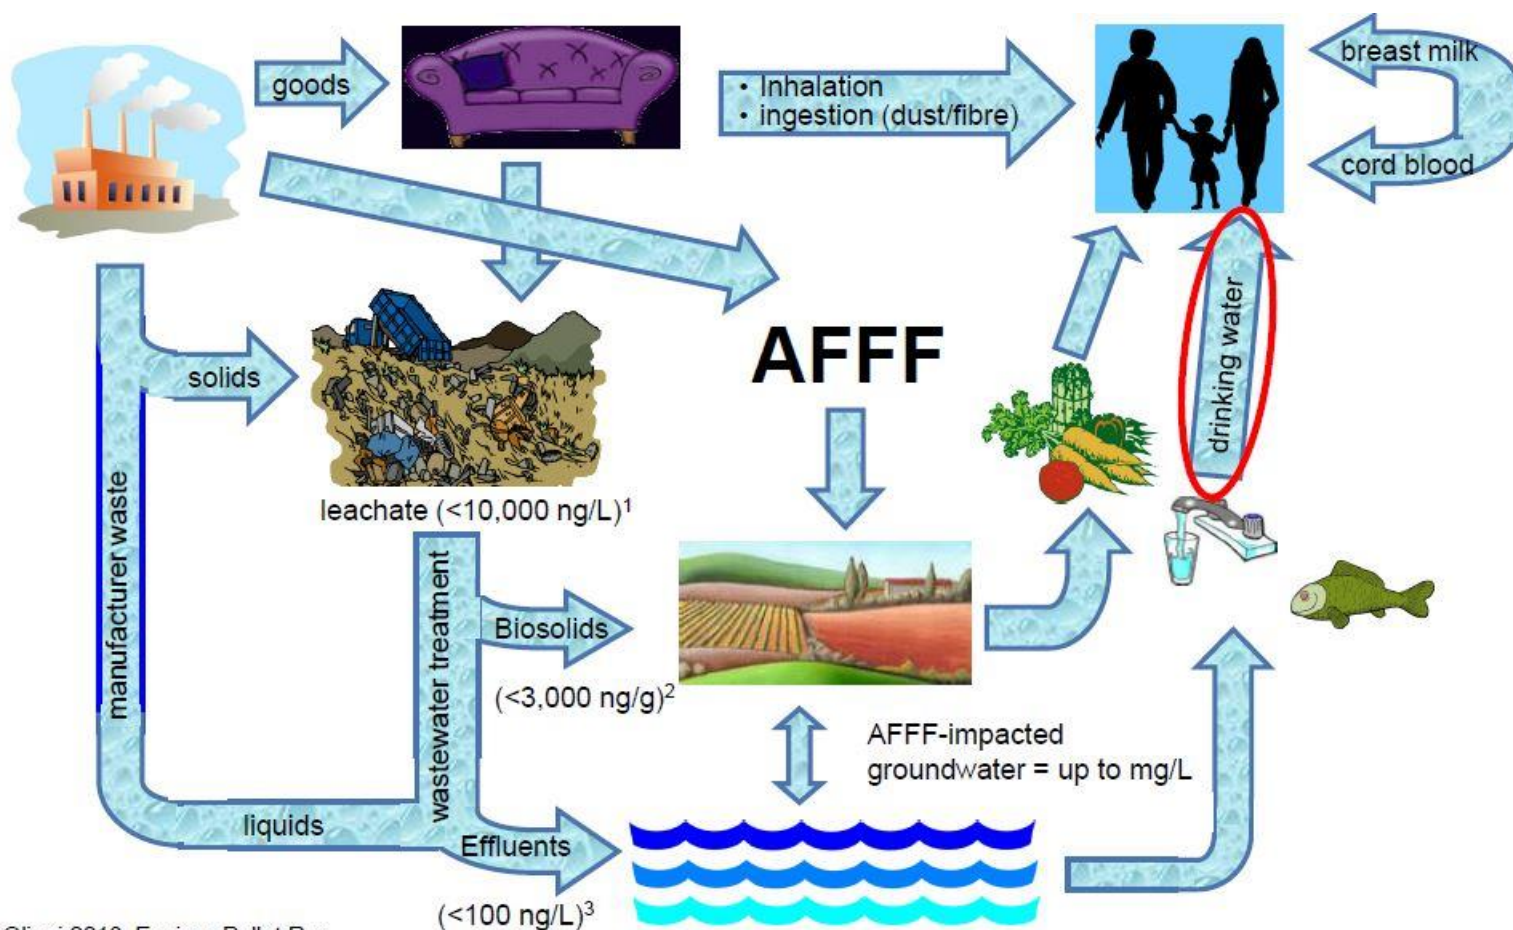 goods
• Inhalation
• ingestion (dust/fibre)
breast milk
cord blood
solids
AFFF
drinking water
manufacturer waste
leachate (<10,000 ng/L)1
wastewater treatment
Biosolids
(<3,000 ng/g)2
AFFF-impacted
groundwater = up to mg/L
liquids
Effluents
(<100 ng/L)3